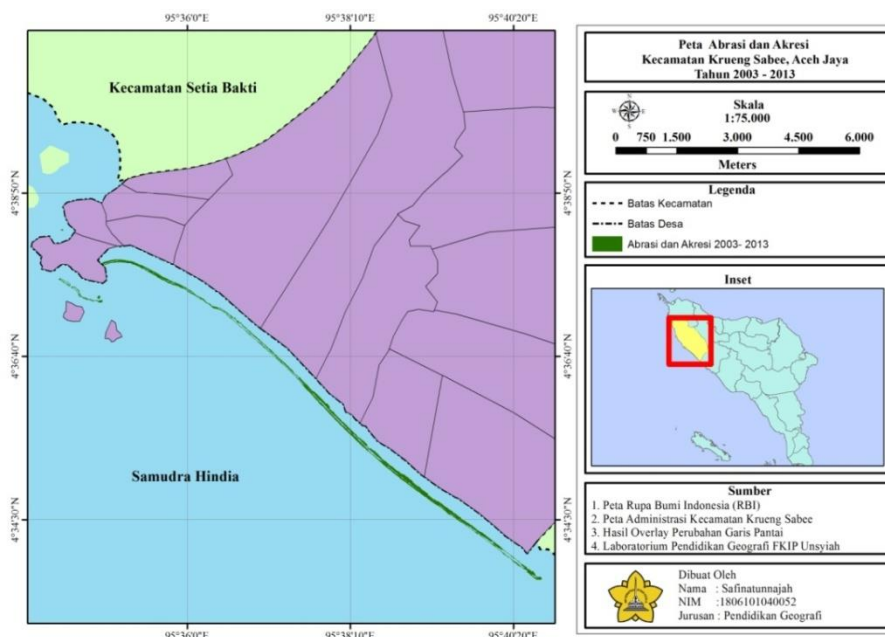 95°36'0"E 95°38'10"E 95°40'20"E
4°38'50"N
4°36'40"N
4°34'30"N
Kecamatan Setia Bakti
Samudra Hindia
4°38'50"N
4°36'40"N
4°34'30"N
95°36'0"E 95°38'10"E 95°40'20"E
Peta Abrasi dan Akresi
Kecamatan Krueng Sabee, Aceh Jaya
Tahun 2003 - 2013
Skala
1:75.000
0 750 1.500 3.000 4.500 6.000
Meters
Legenda
Batas Kecamatan
Batas Desa
Abrasi dan Akresi 2003- 2013
Inset
Sumber
1. Peta Rupa Bumi Indonesia (RBI)
2. Peta Administrasi Kecamatan Krueng Sabee
3. Hasil Overlay Perubahan Garis Pantai
4. Laboratorium Pendidikan Geografi FKIP Unsyiah
Dibuat Oleh
Nama : Safinatunnajah
NIM :1806101040052
Jurusan : Pendidikan Geografi